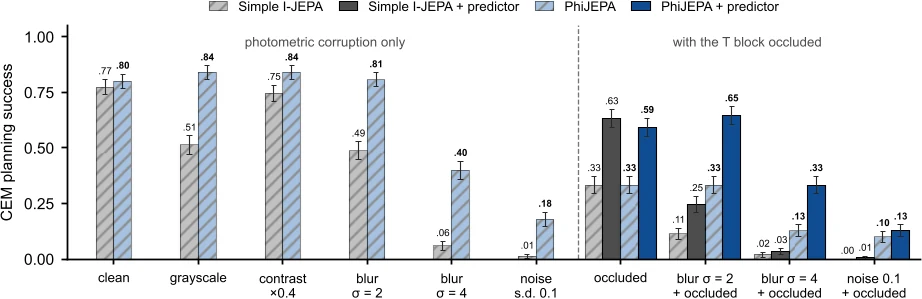 Simple I-JEPA Simple I-JEPA + predictor PhiJEPA PhiJEPA + predictor
photometric corruption only with the T block occluded
CEM planning success
1.00
0.75
0.50
0.25
0.00
.77 .80 .51 .84 .75 .84 .49 .81 .06 .40 .01 .18 .33 .63 .33 .59 .11 .25 .33 .65 .02 .03 .13 .33 .00 .01 .10 .13
clean grayscale contrast blur blur noise occluded blur σ = 2 blur σ = 4 noise 0.1
×0.4 σ = 2 σ = 4 s.d. 0.1 + occluded + occluded + occluded